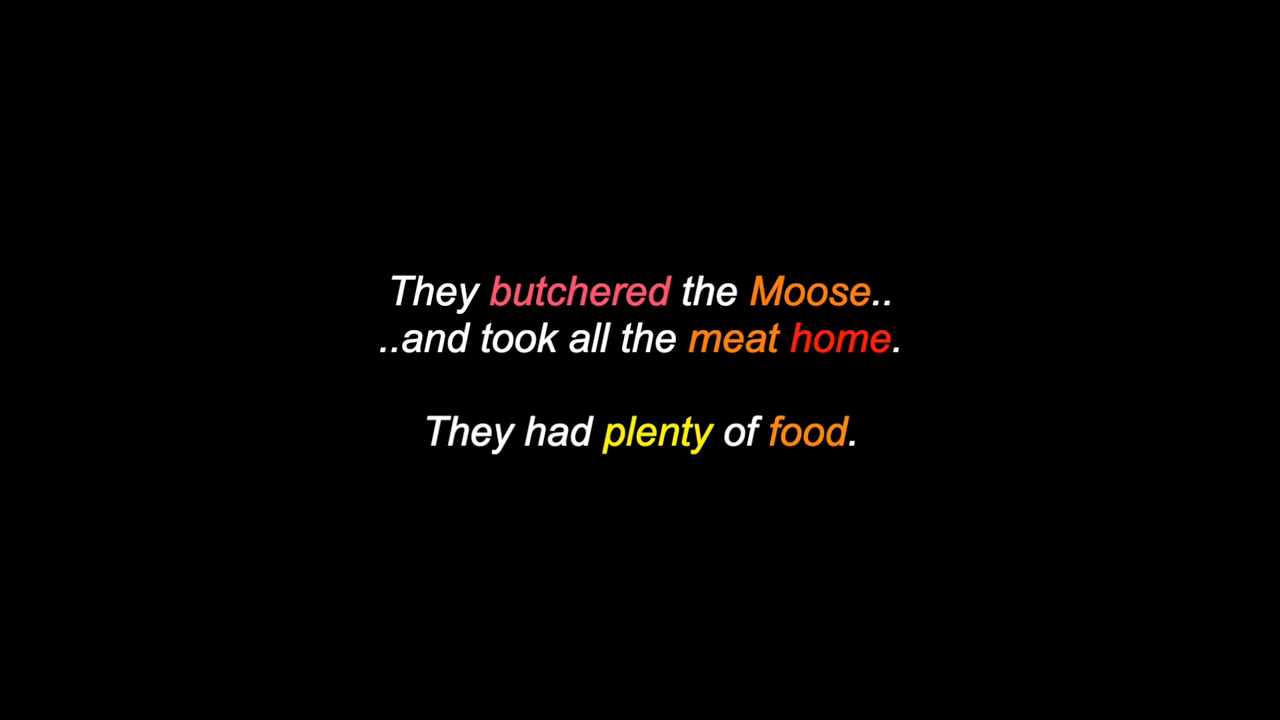 They butchered the Moose..
..and took all the meat home.
They had plenty of food.